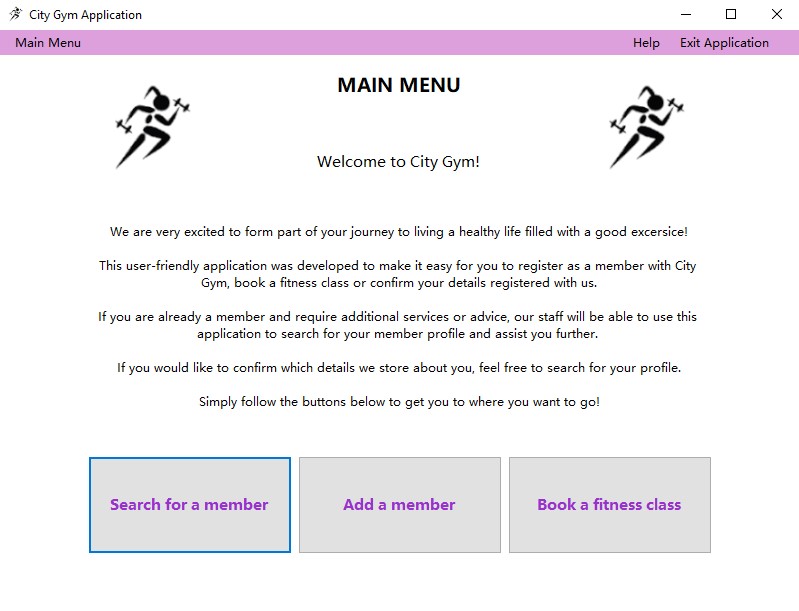 City Gym Application
Main Menu
Help
Exit Application
MAIN MENU
Welcome to City Gym!
We are very excited to form part of your journey to living a healthy life filled with a good excersice!
This user-friendly application was developed to make it easy for you to register as a member with City
Gym, book a fitness class or confirm your details registered with us.
If you are already a member and require additional services or advice, our staff will be able to use this
application to search for your member profile and assist you further.
If you would like to confirm which details we store about you, feel free to search for your profile.
Simply follow the buttons below to get you to where you want to go!
Search for a member
Add a member
Book a fitness class